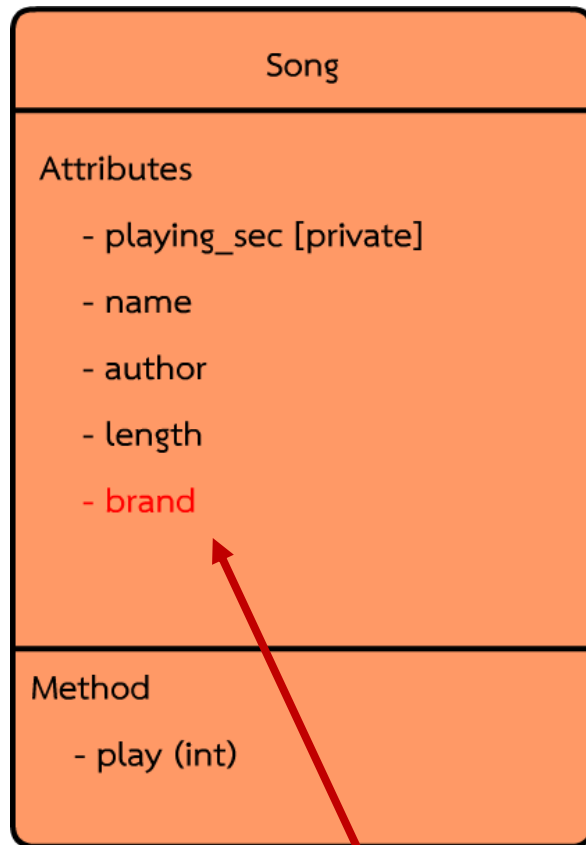 Song
Attributes
- playing_sec [private]
- name
- author
- length
- brand
Method
- play (int)